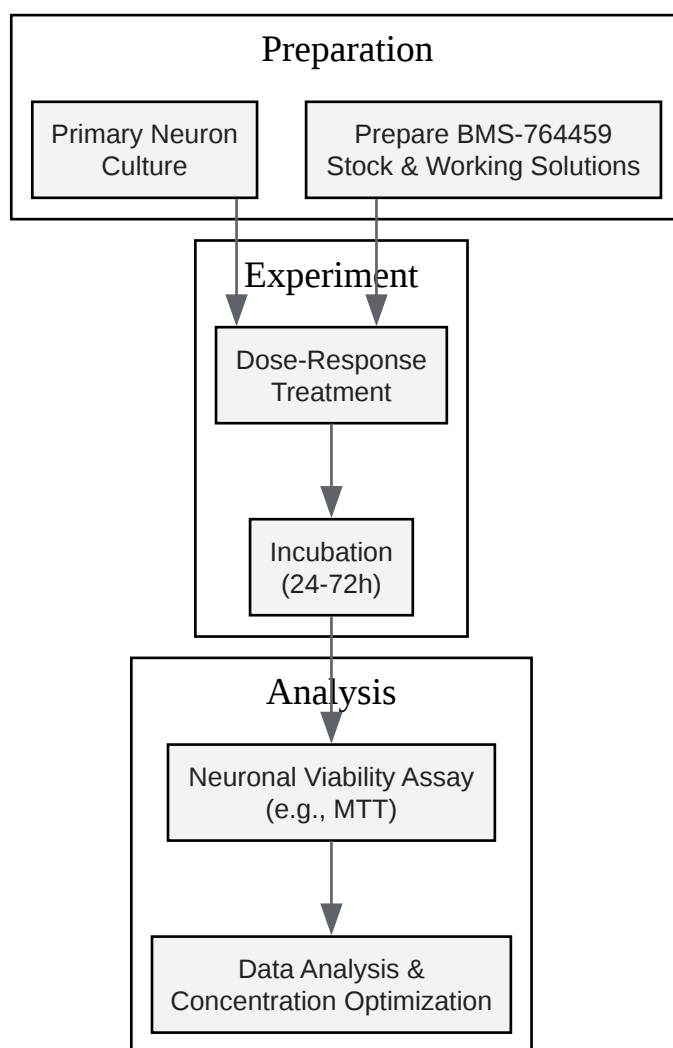 Preparation
Primary Neuron
Culture
Prepare BMS-764459
Stock & Working Solutions
Experiment
Dose-Response
Treatment
Incubation
(24-72h)
Analysis
Neuronal Viability Assay
(e.g., MTT)
Data Analysis &
Concentration Optimization